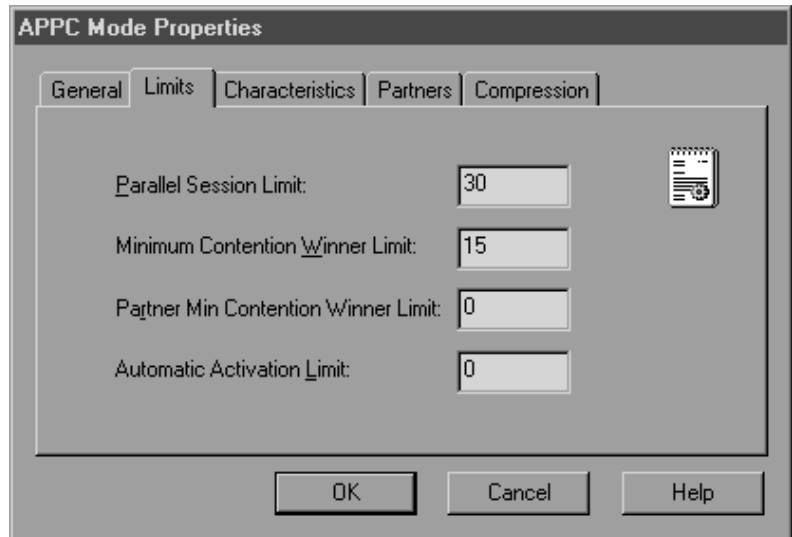 APPC Mode Properties
General Limits Characteristics Partners Compression
Parallel Session Limit: 30
Minimum Contention Winner Limit: 15
Partner Min Contention Winner Limit: 0
Automatic Activation Limit: 0
OK Cancel Help